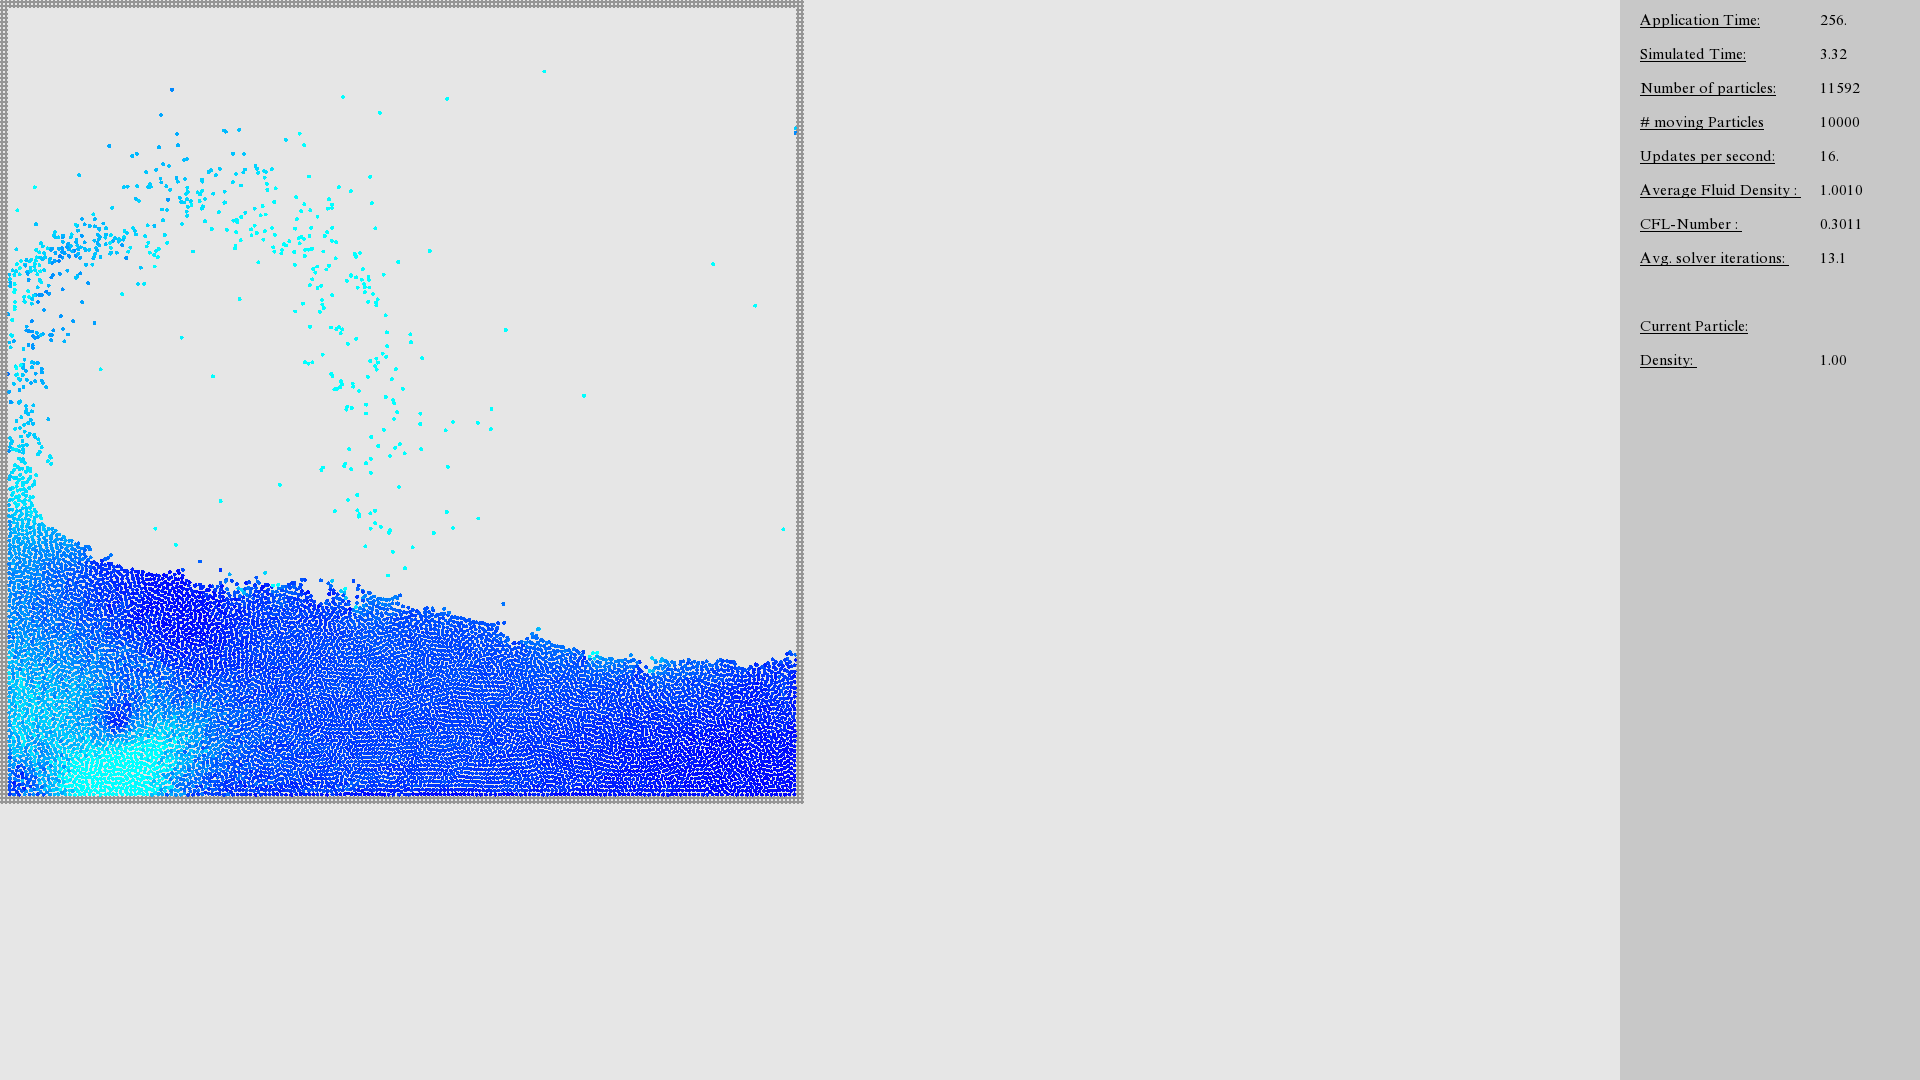 Application Time: 256.
Simulated Time: 3.32
Number of particles: 11592
# moving Particles 10000
Updates per second: 16.
Average Fluid Density : 1.0010
CFL-Number : 0.3011
Avg. solver iterations: 13.1
Current Particle:
Density: 1.00